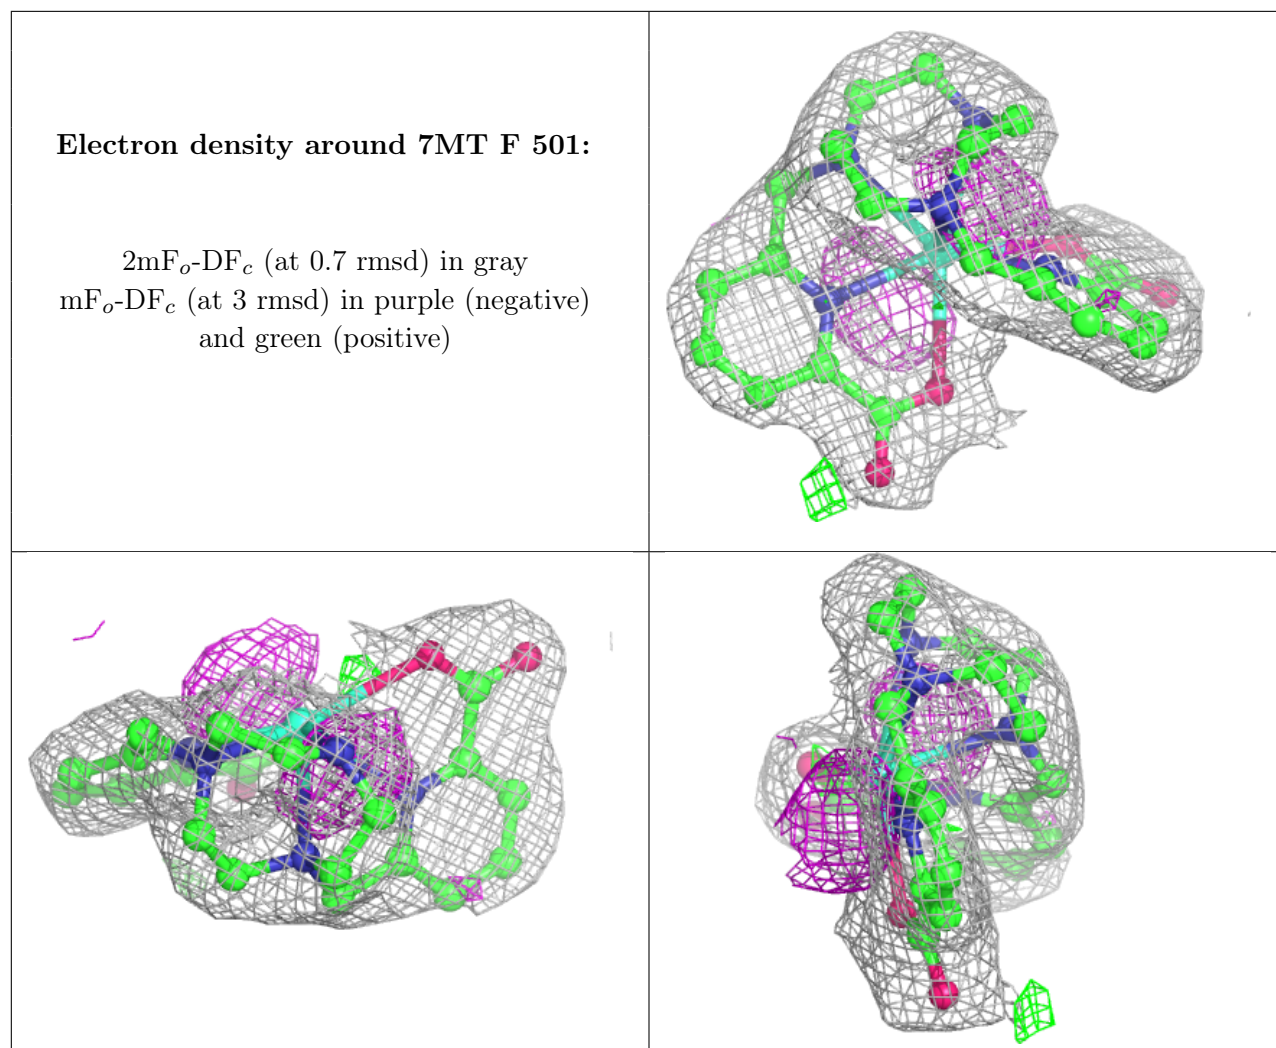 Electron density around 7MT F 501:
2mFo-DFc (at 0.7 rmsd) in gray
mFo-DFc (at 3 rmsd) in purple (negative)
and green (positive)